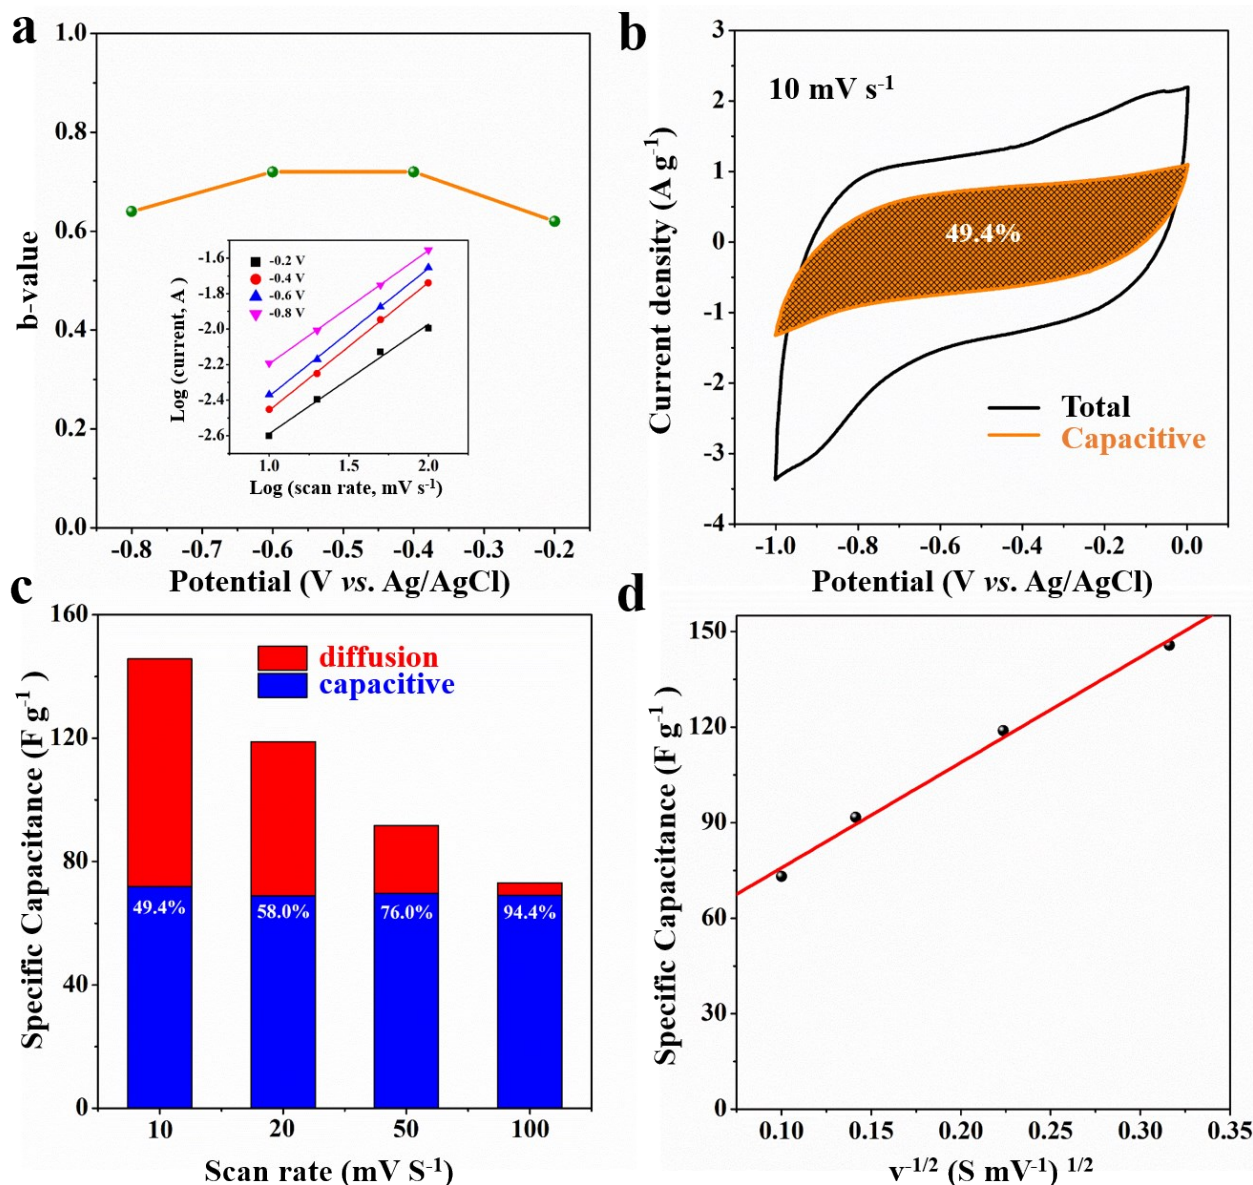 a
1.0
0.8
0.6
0.4
0.2
0.0
b-value
-0.8 -0.7 -0.6 -0.5 -0.4 -0.3 -0.2
Potential (V vs. Ag/AgCl)
-1.6
-1.8
-2.0
-2.2
-2.4
-2.6
Log (current, A )
-0.2 V
-0.4 V
-0.6 V
-0.8 V
1.0 1.5 2.0
Log (scan rate, mV s-1)
b
3
2
1
0
-1
-2
-3
-4
Current density (A g-1)
10 mV s-1
49.4%
Total
Capacitive
-1.0 -0.8 -0.6 -0.4 -0.2 0.0
Potential (V vs. Ag/AgCl)
c
160
120
80
40
0
Specific Capacitance (F g-1 )
diffusion
capacitive
49.4% 58.0% 76.0% 94.4%
10 20 50 100
Scan rate (mV S-1)
d
150
120
90
60
30
0
Specific Capacitance (F g-1 )
0.10 0.15 0.20 0.25 0.30 0.35
v-1/2 (S mV-1) 1/2